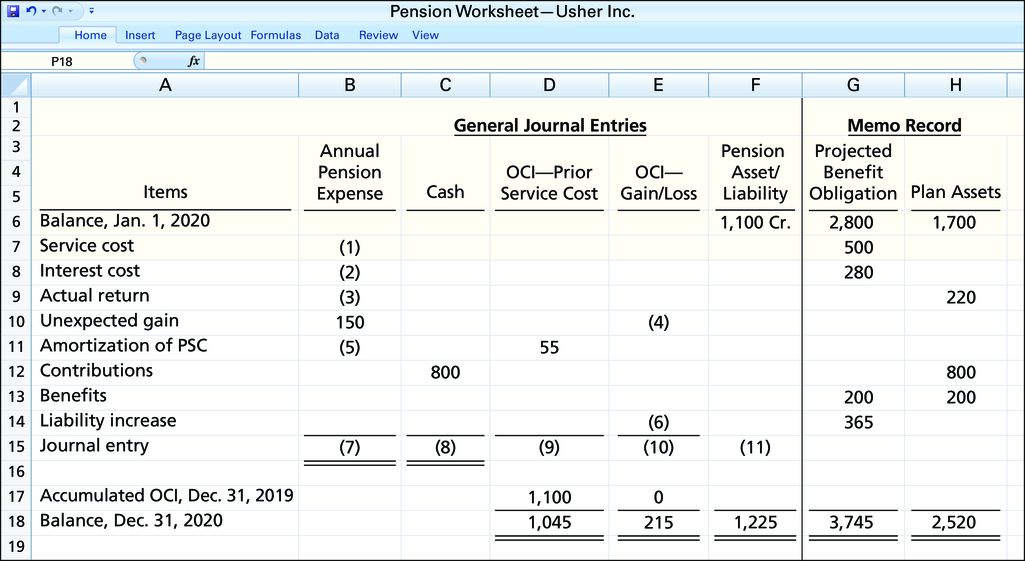 Pension Worksheet—Usher Inc.
Home Insert Page Layout Formulas Data Review View
P18 fx
A B C D E F G H
1
2 General Journal Entries Memo Record
3 Annual Pension Projected
4 Pension OCI—Prior OCI— Asset/ Benefit
5 Items Expense Cash Service Cost Gain/Loss Liability Obligation Plan Assets
6 Balance, Jan. 1, 2020 1,100 Cr. 2,800 1,700
7 Service cost (1) 500
8 Interest cost (2) 280
9 Actual return (3) 220
10 Unexpected gain 150 (4)
11 Amortization of PSC (5) 55
12 Contributions 800 800
13 Benefits 200 200
14 Liability increase (6) 365
15 Journal entry (7) (8) (9) (10) (11)
16
17 Accumulated OCI, Dec. 31, 2019 1,100 0
18 Balance, Dec. 31, 2020 1,045 215 1,225 3,745 2,520
19